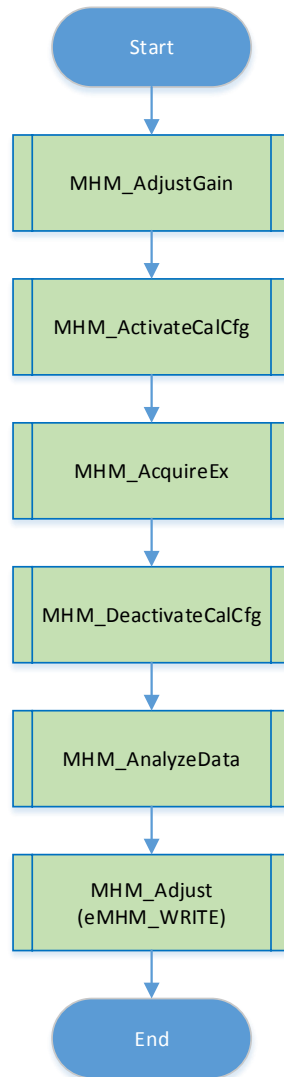 Start
MHM_AdjustGain
MHM_ActivateCalCfg
MHM_AcquireEx
MHM_DeactivateCalCfg
MHM_AnalyzeData
MHM_Adjust
(eMHM_WRITE)
End